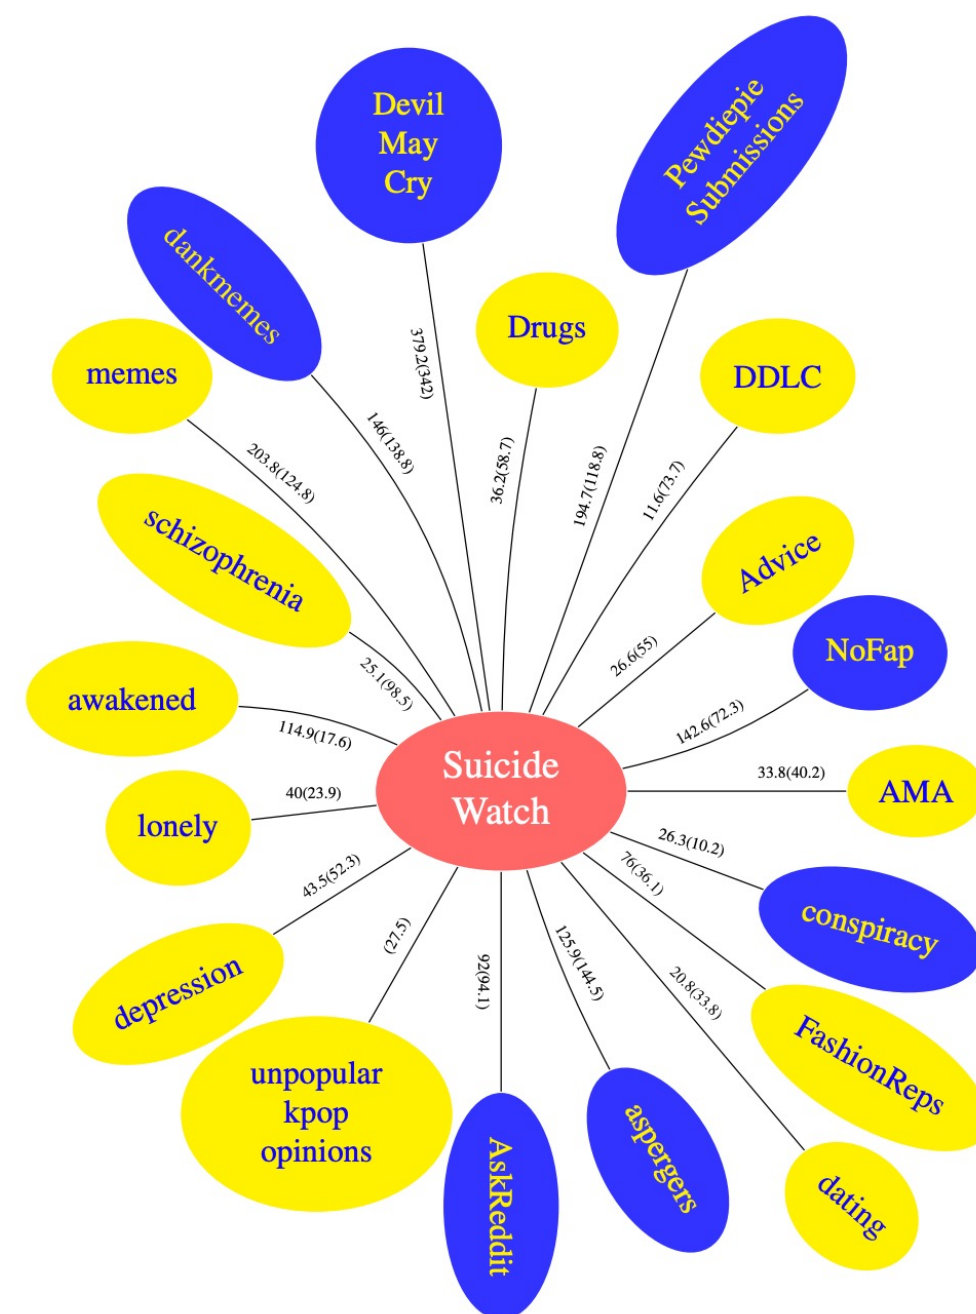 Devil
May
Cry
Pewdiepie
Submissions
dankmemes
Drugs
memes
DDLC
379.2(342)
146(138.8)
36.2(58.7)
194.7(118.8)
11.6(73.7)
203.8(124.8)
schizophrenia
Advice
25.1(98.5)
26.6(55)
NoFap
awakened
114.9(17.6)
142.6(72.3)
Suicide
Watch
33.8(40.2)
AMA
lonely
40(23.9)
26.3(10.2)
43.5(52.3)
76(36.1)
conspiracy
depression
(27.5)
92(94.1)
125.9(144.5)
20.8(33.8)
FashionReps
unpopular
kpop
opinions
AskReddit
aspergers
dating